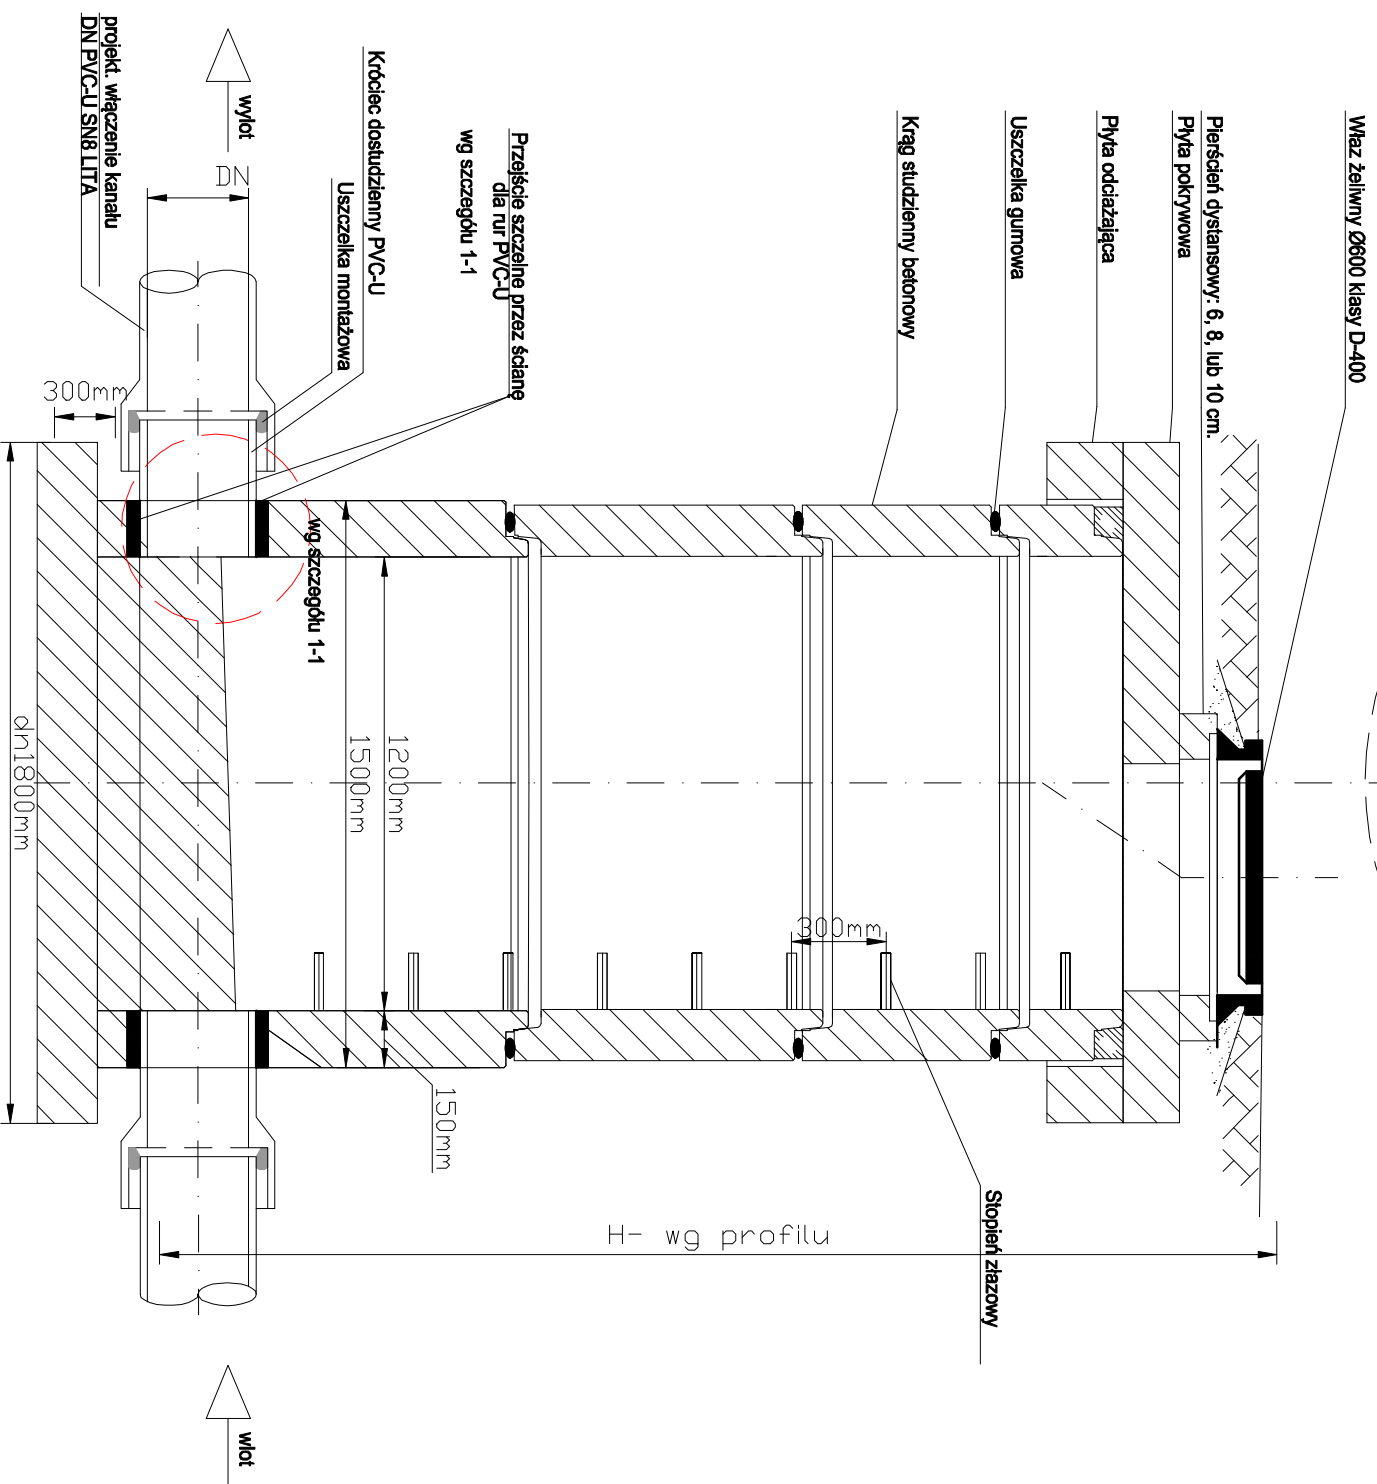 Właz żeliwny Ø600 klasy D-400
Pierścień dystansowy: 6, 8, lub 10 cm.
Płyta pokrywowa
Płyta odciażająca
Uszczelka gumowa
Krąg studzienny betonowy
Przejście szczelne przez ścianę
dla rur PVC-U
wg szczegółu 1-1
Króciec dostudzienny PVC-U
Uszczelka montażowa
wylot
DN
projekt. włączenie kanału
DN PVC-U SN8 LITA
300mm
wg szczegółu 1-1
1200mm
1500mm
dn1800mm
300mm
150mm
Stopień złazowy
H- wg profilu
wlot